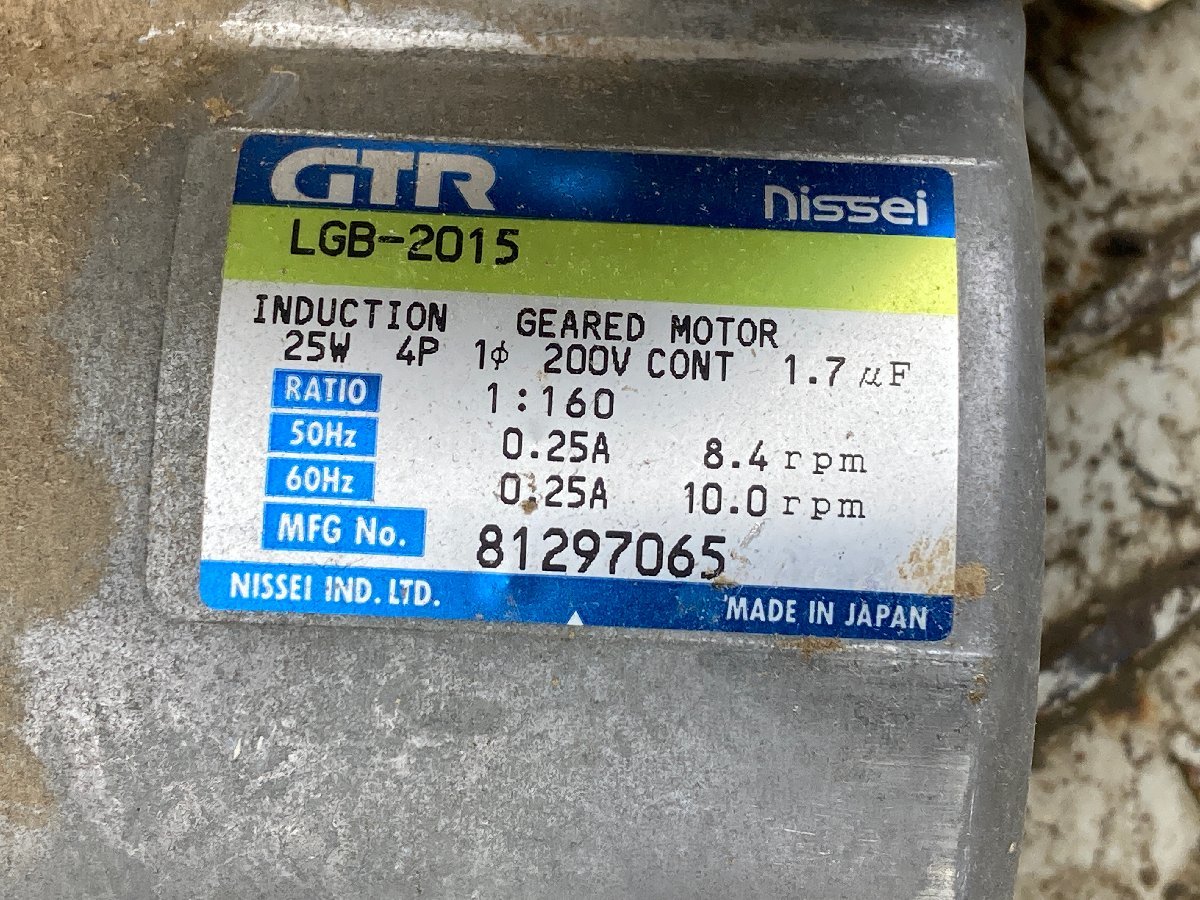 GTR nissei
LGB-2015
INDUCTION GEARED MOTOR
25W 4P 1ϕ 200V CONT 1.7μF
RATIO 1:160
50Hz 0.25A 8.4rpm
60Hz 0.25A 10.0rpm
MFG No. 81297065
NISSEI IND. LTD. MADE IN JAPAN